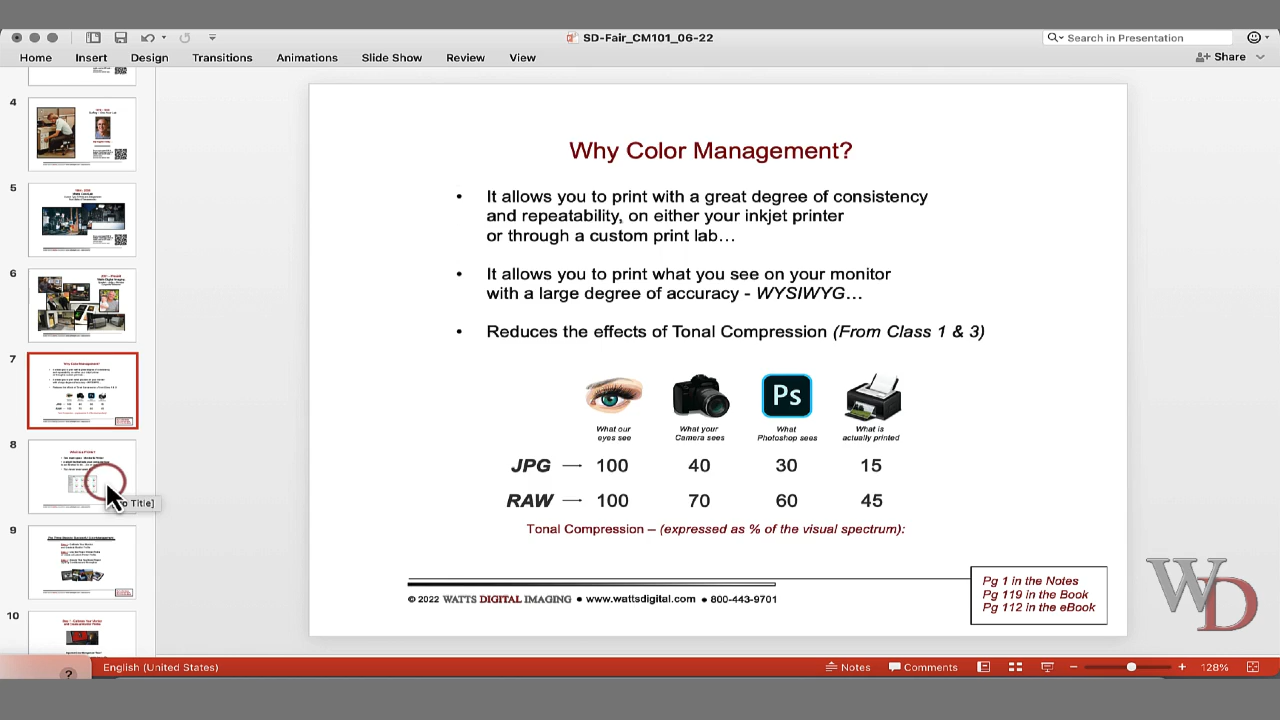 SD-Fair_CM101_06-22
Search in Presentation
Home Insert Design Transitions Animations Slide Show Review View
Share
4
5
6
7
8
9
10
Why Color Management?
• It allows you to print with a great degree of consistency
and repeatability, on either your inkjet printer
or through a custom print lab…
• It allows you to print what you see on your monitor
with a large degree of accuracy - WYSIWYG…
• Reduces the effects of Tonal Compression (From Class 1 & 3)
Ps
What our
eyes see
What your
Camera sees
What
Photoshop sees
What is
actually printed
JPG → 100 40 30 15
RAW → 100 70 60 45
Tonal Compression – (expressed as % of the visual spectrum):
© 2022 WATTS DIGITAL IMAGING ● www.wattsdigital.com ● 800-443-9701
Pg 1 in the Notes
Pg 119 in the Book
Pg 112 in the eBook
WD
Title]
?
English (United States)
Notes Comments
128%